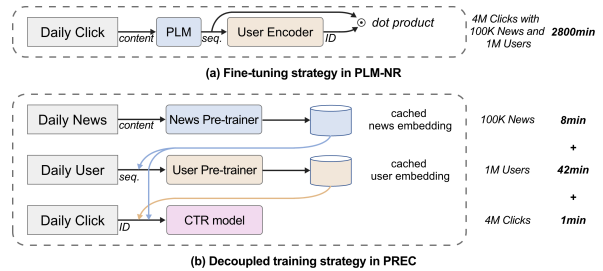 Daily Click
content
PLM
seq.
User Encoder
ID
dot product
4M Clicks with
100K News and
1M Users
2800min
(a) Fine-tuning strategy in PLM-NR
Daily News
content
News Pre-trainer
cached
news embedding
100K News
8min
+
Daily User
seq.
User Pre-trainer
cached
user embedding
1M Users
42min
+
Daily Click
ID
CTR model
4M Clicks
1min
(b) Decoupled training strategy in PREC